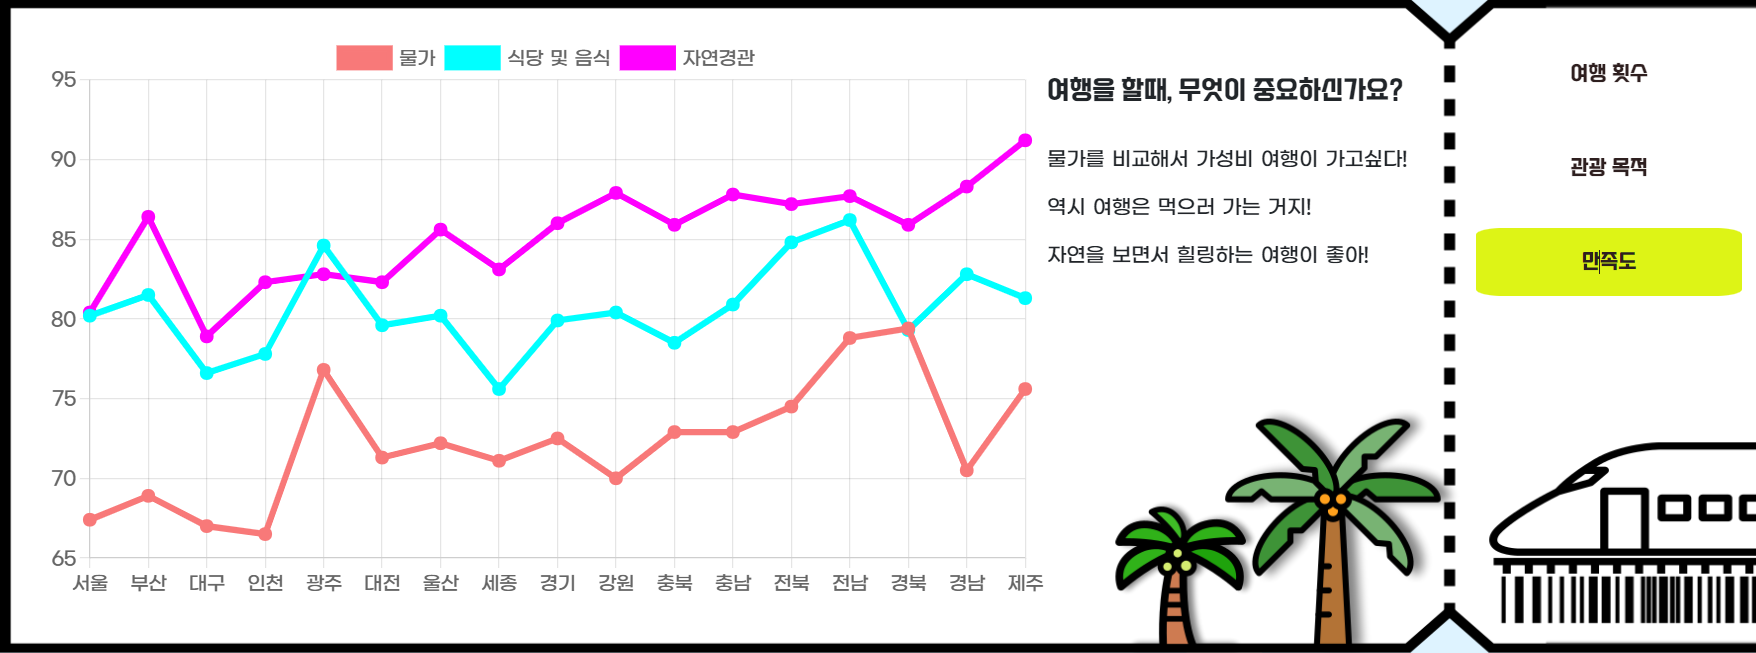 물가 식당 및 음식 자연경관
95
90
85
80
75
70
65
서울 부산 대구 인천 광주 대전 울산 세종 경기 강원 충북 충남 전북 전남 경북 경남 제주
여행을 할때, 무엇이 중요하신가요?
물가를 비교해서 가성비 여행이 가고싶다!
역시 여행은 먹으러 가는 거지!
자연을 보면서 힐링하는 여행이 좋아!
여행 횟수
관광 목적
만족도